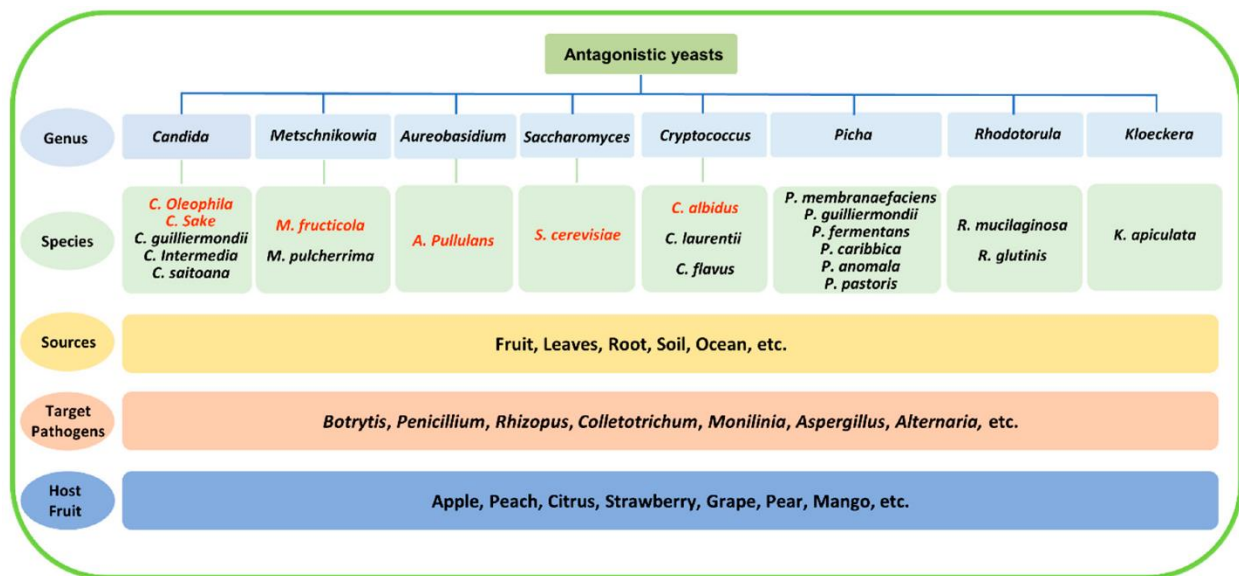 Antagonistic yeasts
Genus
Candida
Metschnikowia
Aureobasidium
Saccharomyces
Cryptococcus
Picha
Rhodotorula
Kloeckera
Species
C. Oleophila
C. Sake
C. guilliermondii
C. Intermedia
C. saitoana
M. fructicola
M. pulcherrima
A. Pullulans
S. cerevisiae
C. albidus
C. laurentii
C. flavus
P. membranaefaciens
P. guilliermondii
P. fermentans
P. caribbica
P. anomala
P. pastoris
R. mucilaginosa
R. glutinis
K. apiculata
Sources
Fruit, Leaves, Root, Soil, Ocean, etc.
Target
Pathogens
Botrytis, Penicillium, Rhizopus, Colletotrichum, Monilinia, Aspergillus, Alternaria, etc.
Host
Fruit
Apple, Peach, Citrus, Strawberry, Grape, Pear, Mango, etc.